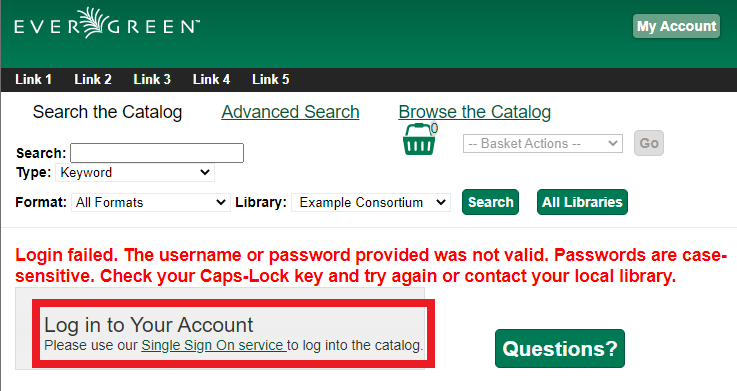 EVERGREEN™
My Account
Link 1 Link 2 Link 3 Link 4 Link 5
Search the Catalog Advanced Search Browse the Catalog
0
Search: -- Basket Actions -- Go
Type: Keyword
Format: All Formats Library: Example Consortium Search All Libraries
Login failed. The username or password provided was not valid. Passwords are case-
sensitive. Check your Caps-Lock key and try again or contact your local library.
Log in to Your Account
Please use our Single Sign On service to log into the catalog.
Questions?